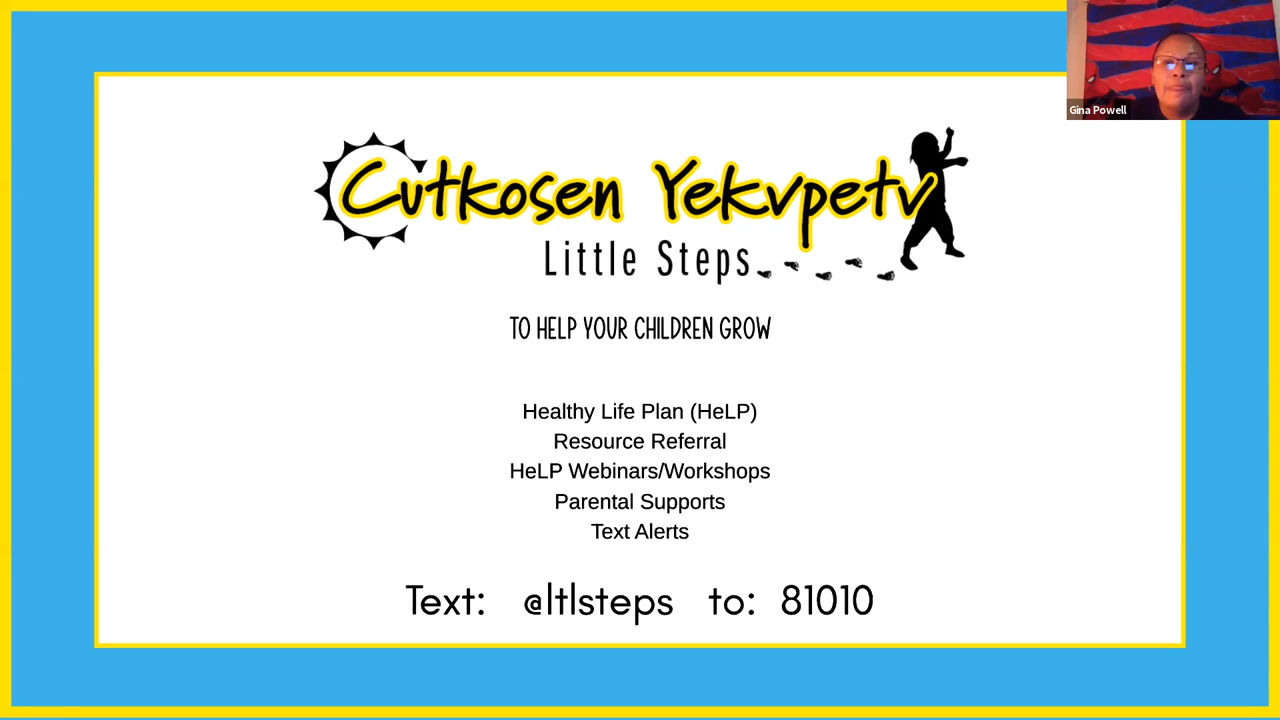 Gina Powell
Cvtkosen Yekvpetv
Little Steps
TO HELP YOUR CHILDREN GROW
Healthy Life Plan (HeLP)
Resource Referral
HeLP Webinars/Workshops
Parental Supports
Text Alerts
Text: @ltlsteps to: 81010